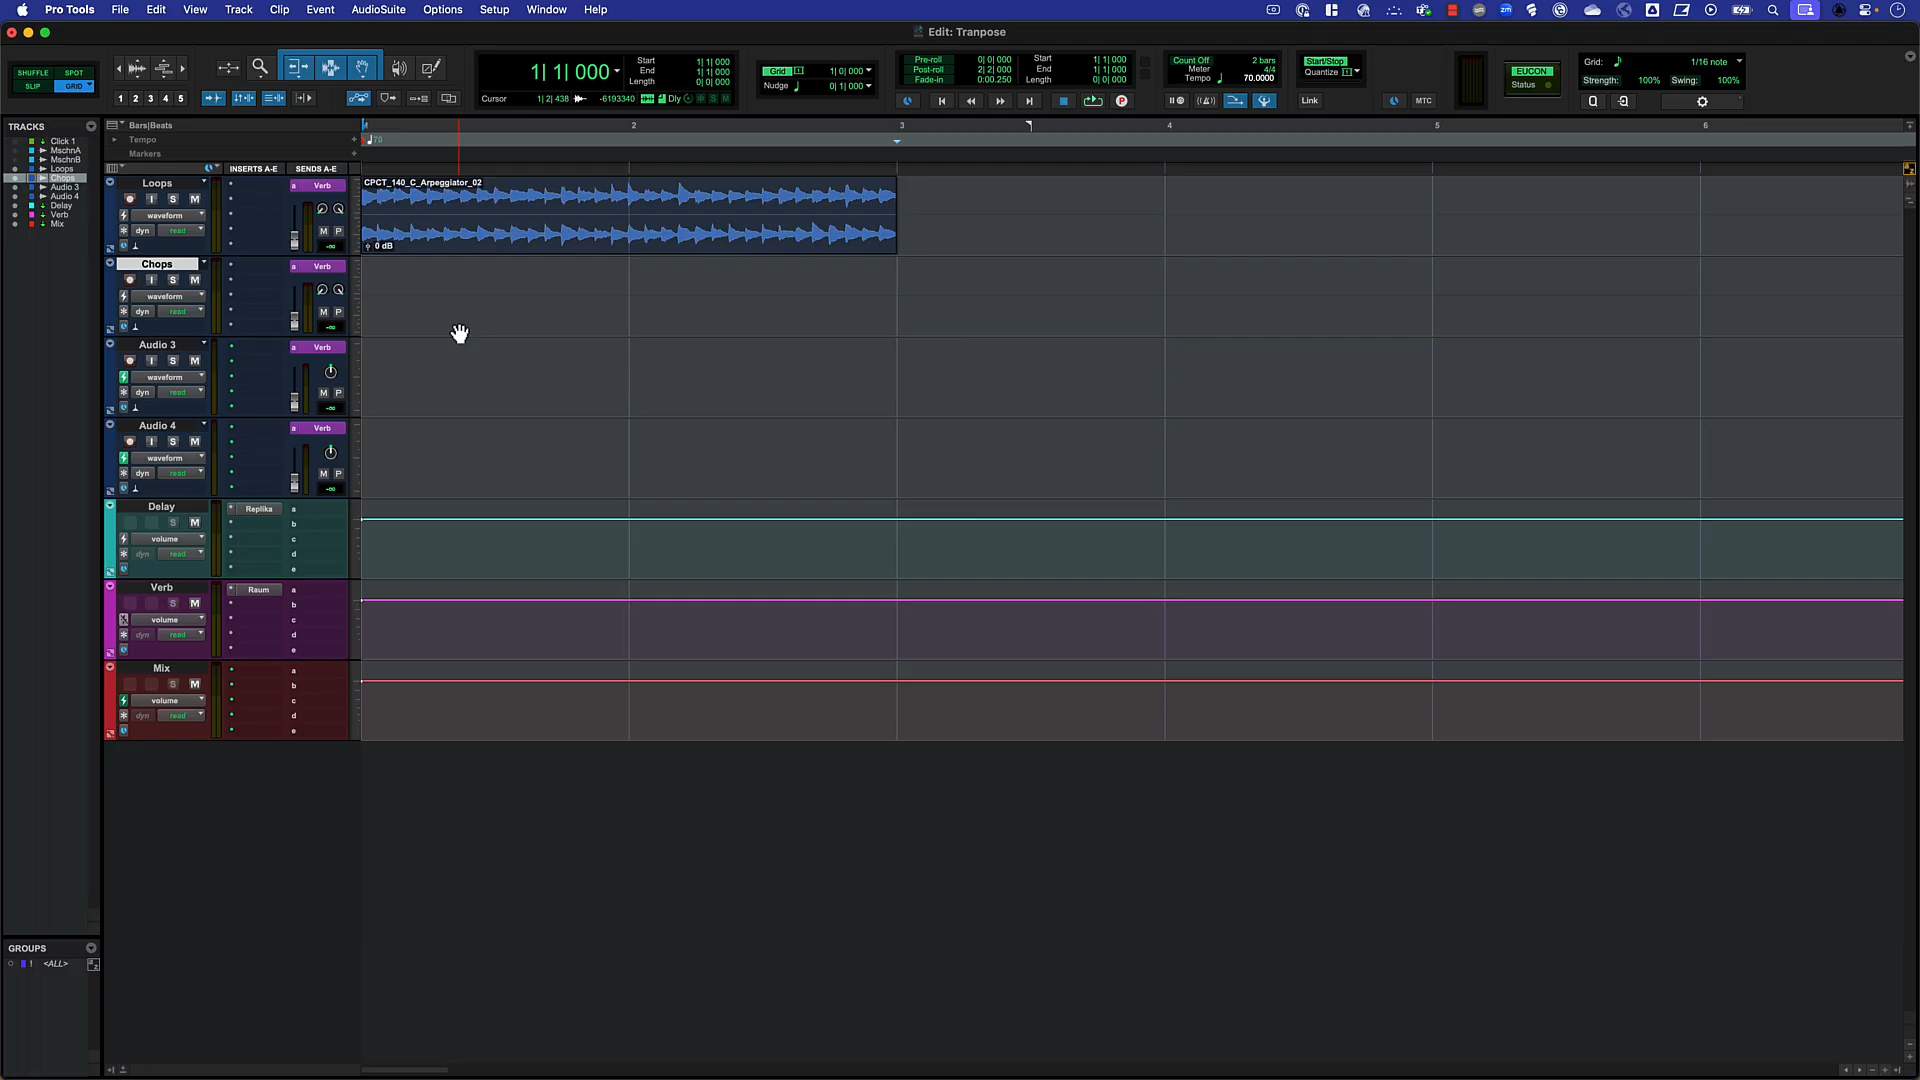 Pro Tools File Edit View Track Clip Event AudioSuite Options Setup Window Help
Edit: Tranpose
SHUFFLE SPOT
SLIP GRID
1 2 3 4 5
1| 1| 000
Start 1| 1| 000
End 1| 1| 000
Length 0| 0| 000
Cursor 1| 2| 438 -6193340 Dly
Grid 1| 0| 000
Nudge 0| 1| 000
Pre-roll 0| 0| 000
Post-roll 2| 2| 000
Fade-in 0:00.250
Start 1| 1| 000
End 1| 1| 000
Length 0| 0| 000
Count Off 2 bars
Meter 4/4
Tempo 70.0000
Start/Stop
Quantize
Link
MTC
EUCON
Status
Grid: 1/16 note
Strength: 100% Swing: 100%
TRACKS
Click 1
MschnA
MschnB
Loops
Chops
Audio 3
Audio 4
Delay
Verb
Mix
Bars|Beats
Tempo
Markers
2 3 4 5 6
70
INSERTS A-E SENDS A-E
Loops
I S M
waveform
dyn read
a Verb
M P
CPCT_140_C_Arpeggiator_02
0 dB
Chops
I S M
waveform
dyn read
a Verb
M P
Audio 3
I S M
waveform
dyn read
a Verb
M P
Audio 4
I S M
waveform
dyn read
a Verb
M P
Delay
S M
volume
dyn read
Replika
a
b
c
d
e
Verb
S M
volume
dyn read
Raum
a
b
c
d
e
Mix
S M
volume
dyn read
a
b
c
d
e
GROUPS
! <ALL>